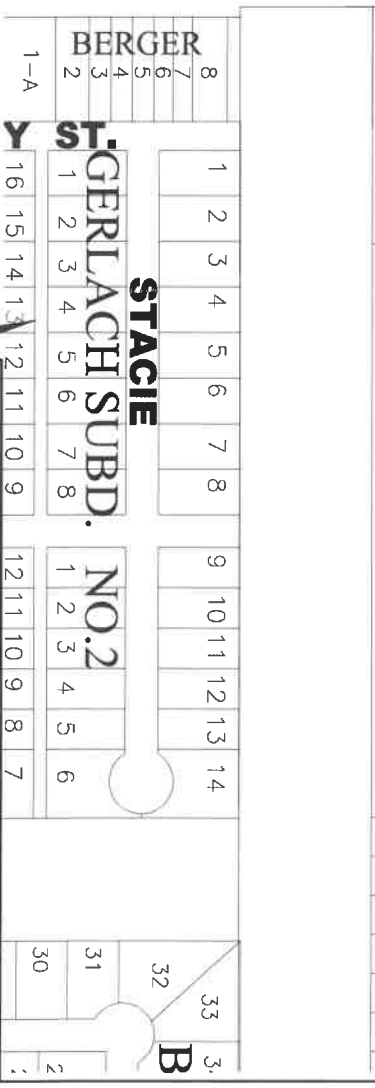 BERGER
1-A 2 3 4 5 6 7 8
Y ST.
1 2 3 4 5 6 7 8 9 10 11 12 13 14
STACIE
GERLACH SUBD. NO.2
1 2 3 4 5 6 7 8 1 2 3 4 5 6
16 15 14 13 12 11 10 9 12 11 10 9 8 7
33
32
31
30
B